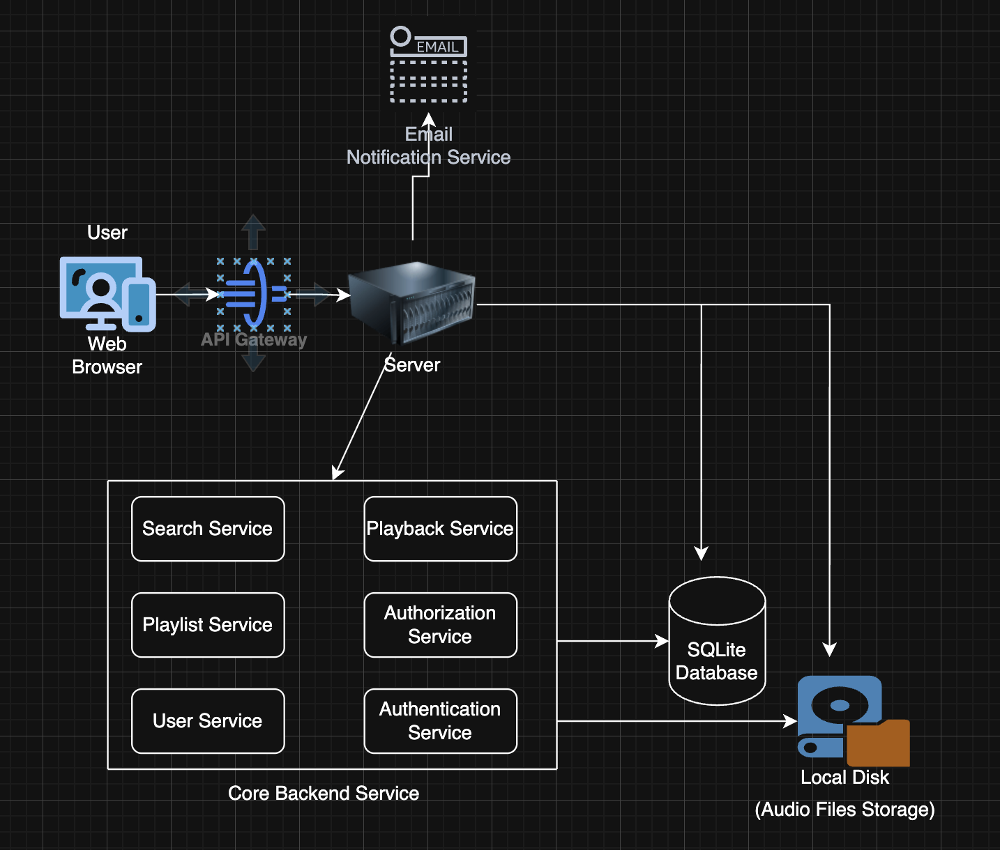 EMAIL
Email
Notification Service
User
API Gateway
Web
Browser
Server
Search Service
Playback Service
Playlist Service
Authorization
Service
User Service
Authentication
Service
SQLite
Database
Core Backend Service
Local Disk
(Audio Files Storage)